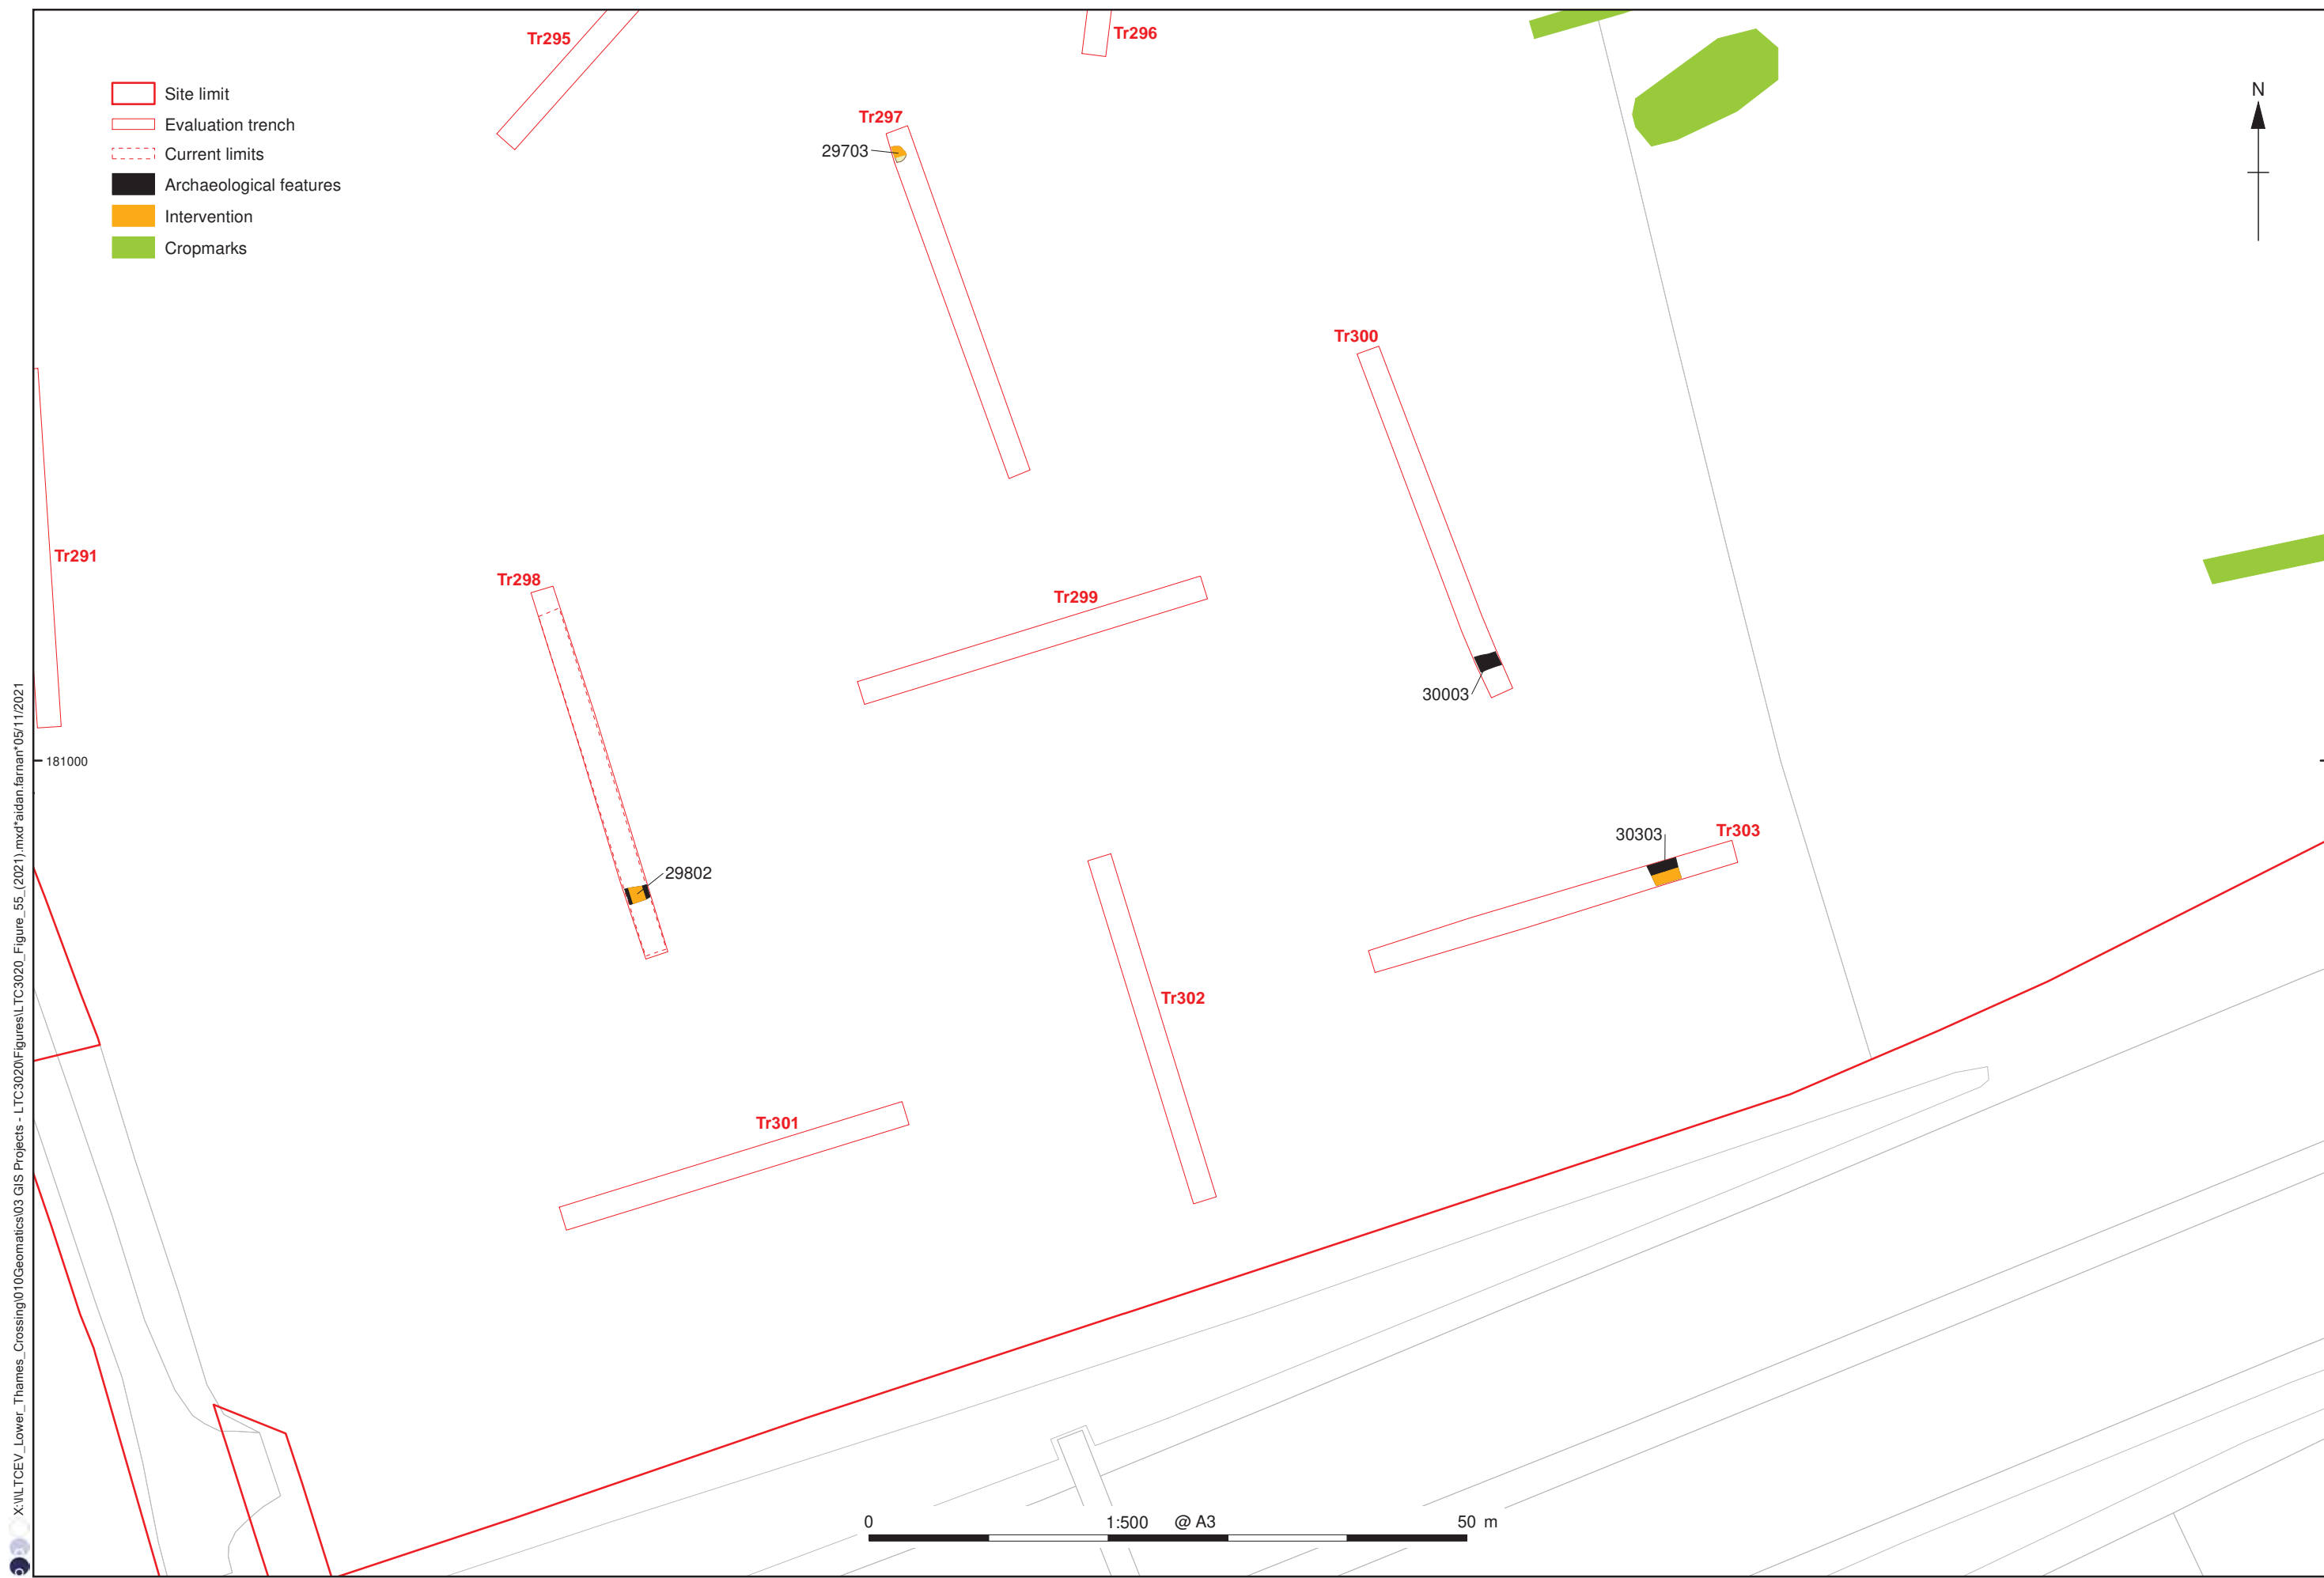 Tr295
Tr296
Site limit
Evaluation trench
Current limits
Archaeological features
Intervention
Cropmarks
N
Tr297
29703
Tr300
Tr291
Tr298
Tr299
30003
181000
29802
30303
Tr303
Tr302
Tr301
0 1:500 @ A3 50 m
X:\l\LTCEV_Lower_Thames_Crossing\010Geomatics\03 GIS Projects - LTC3020\Figures\LTC3020_Figure_55_(2021).mxd*aidan.farnan*05/11/2021